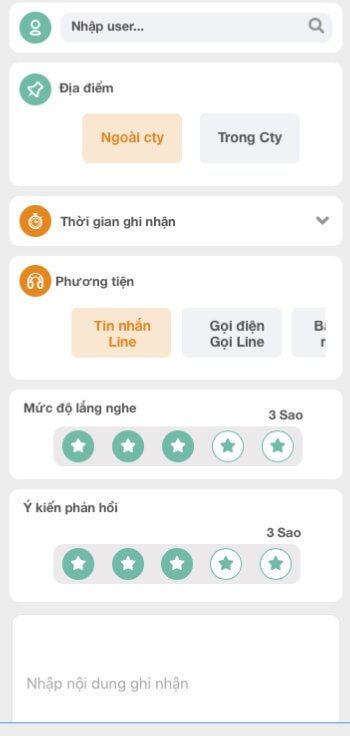 Nhập user...
Địa điểm
Ngoài cty
Trong Cty
Thời gian ghi nhận
Phương tiện
Tin nhắn
Line
Gọi điện
Gọi Line
Mức độ lắng nghe
3 Sao
Ý kiến phản hồi
3 Sao
Nhập nội dung ghi nhận